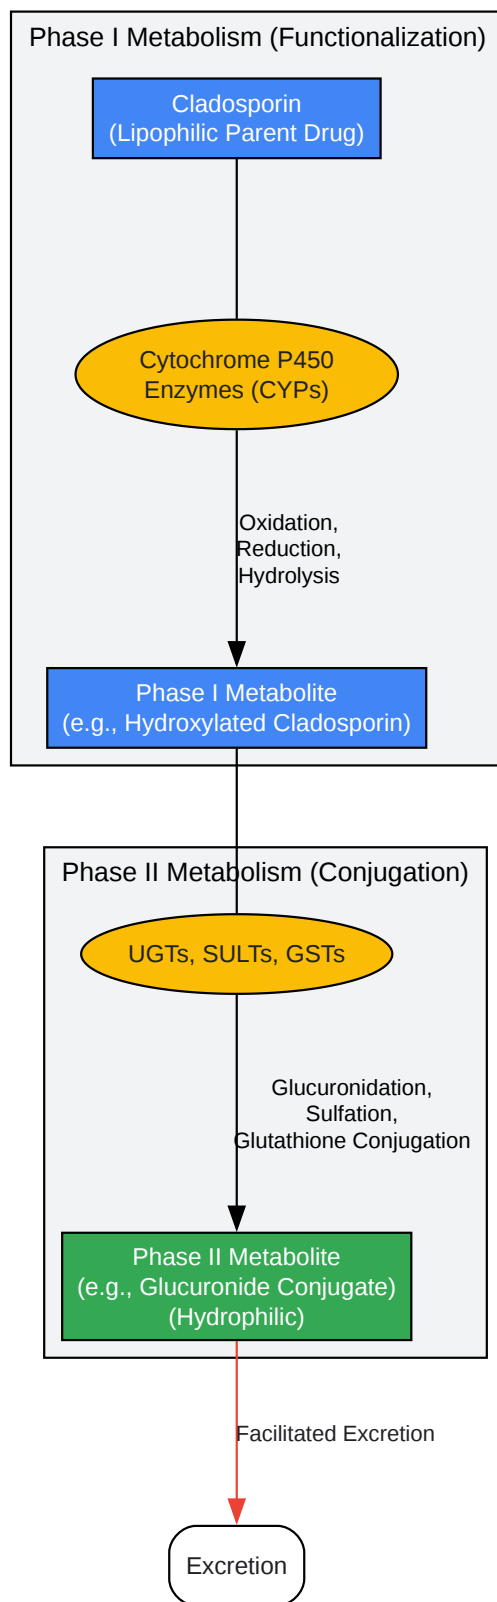 Phase I Metabolism (Functionalization)
Cladosporin
(Lipophilic Parent Drug)
Cytochrome P450
Enzymes (CYPs)
Oxidation,
Reduction,
Hydrolysis
Phase I Metabolite
(e.g., Hydroxylated Cladosporin)
Phase II Metabolism (Conjugation)
UGTs, SULTs, GSTs
Glucuronidation,
Sulfation,
Glutathione Conjugation
Phase II Metabolite
(e.g., Glucuronide Conjugate)
(Hydrophilic)
Facilitated Excretion
Excretion